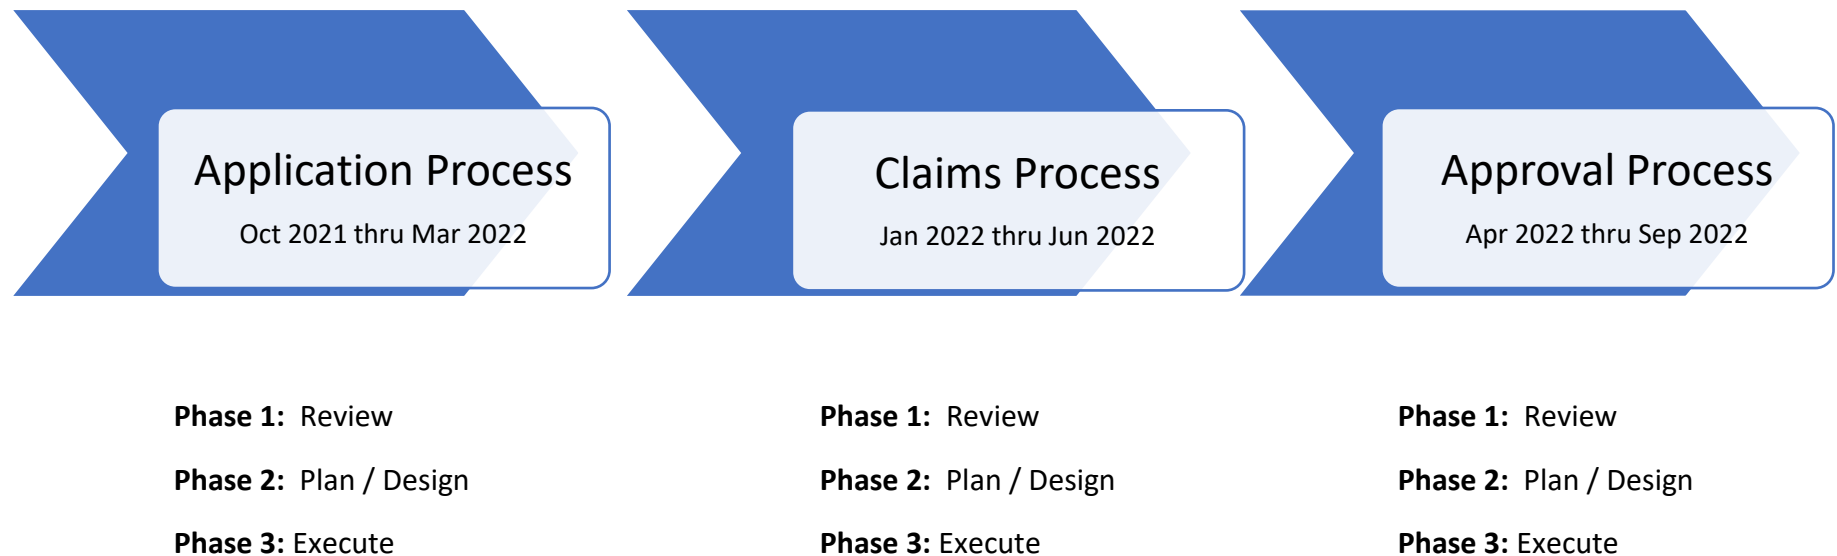 Application Process
Oct 2021 thru Mar 2022
Claims Process
Jan 2022 thru Jun 2022
Approval Process
Apr 2022 thru Sep 2022
Phase 1: Review
Phase 2: Plan / Design
Phase 3: Execute
Phase 1: Review
Phase 2: Plan / Design
Phase 3: Execute
Phase 1: Review
Phase 2: Plan / Design
Phase 3: Execute